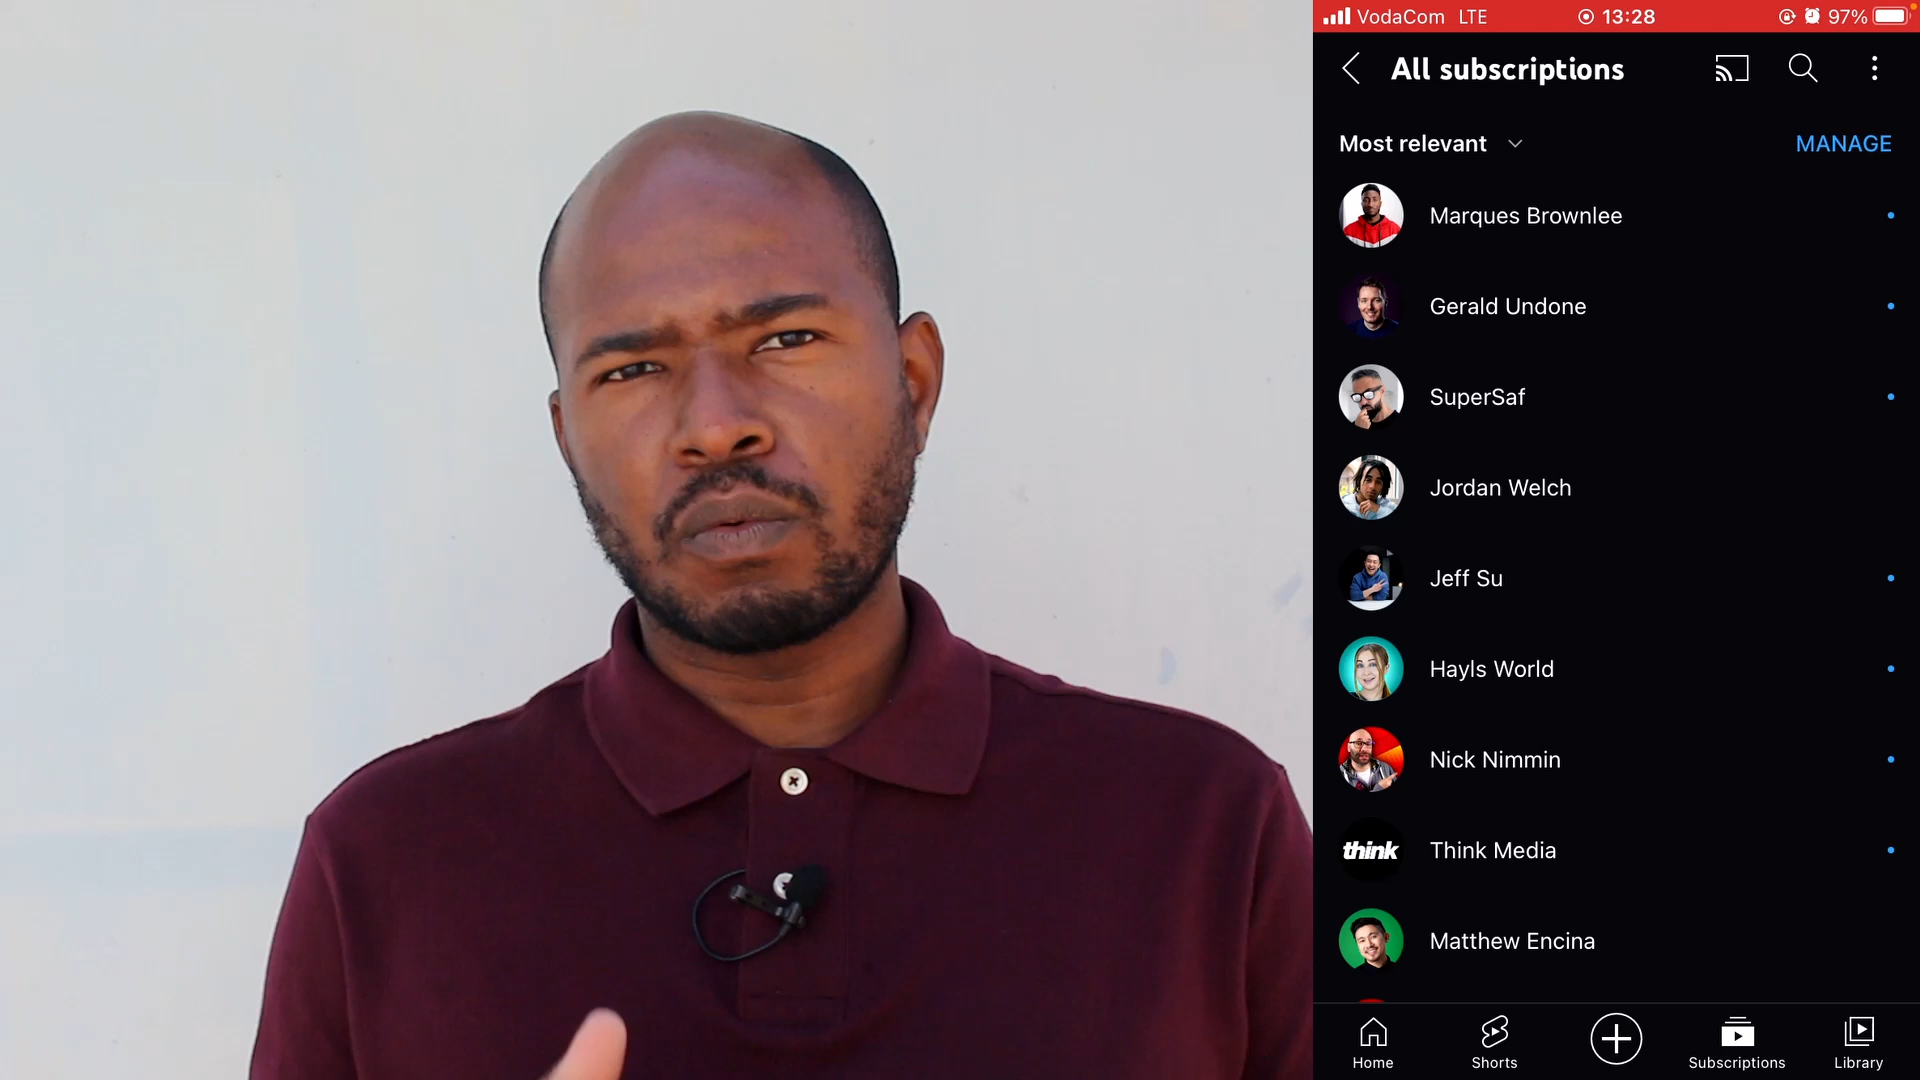 VodaCom LTE 13:28 97%
All subscriptions
Most relevant MANAGE
Marques Brownlee
Gerald Undone
SuperSaf
Jordan Welch
Jeff Su
Hayls World
Nick Nimmin
think Think Media
Matthew Encina
Home Shorts Subscriptions Library